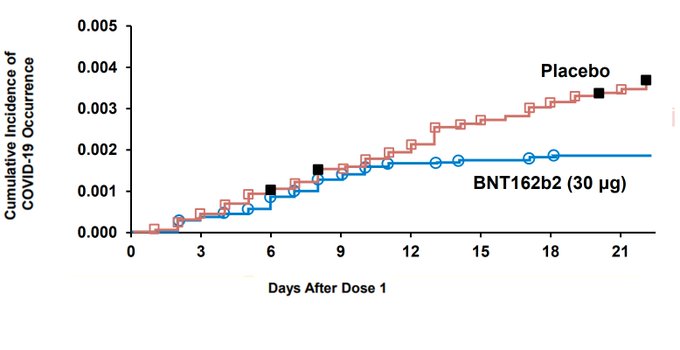 Cumulative Incidence of
COVID-19 Occurrence
0.005
0.004
0.003
0.002
0.001
0.000
Placebo
BNT162b2 (30 µg)
0 3 6 9 12 15 18 21
Days After Dose 1